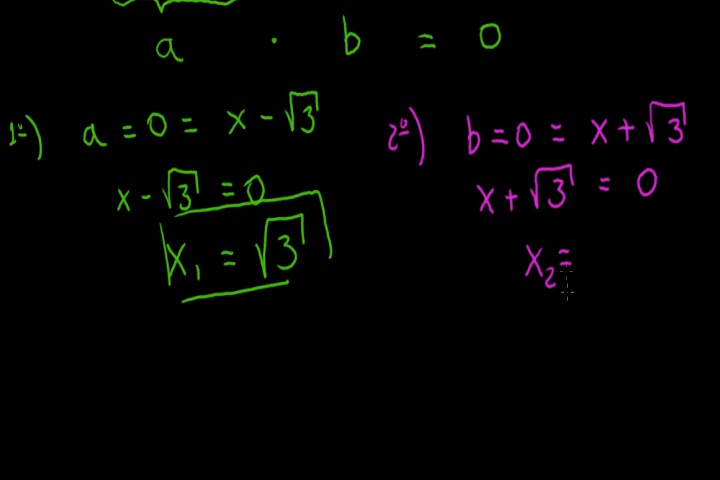 a · b = 0
1º) a = 0 = x - √3
x - √3 = 0
x₁ = √3
2º) b = 0 = x + √3
x + √3 = 0
x₂ =